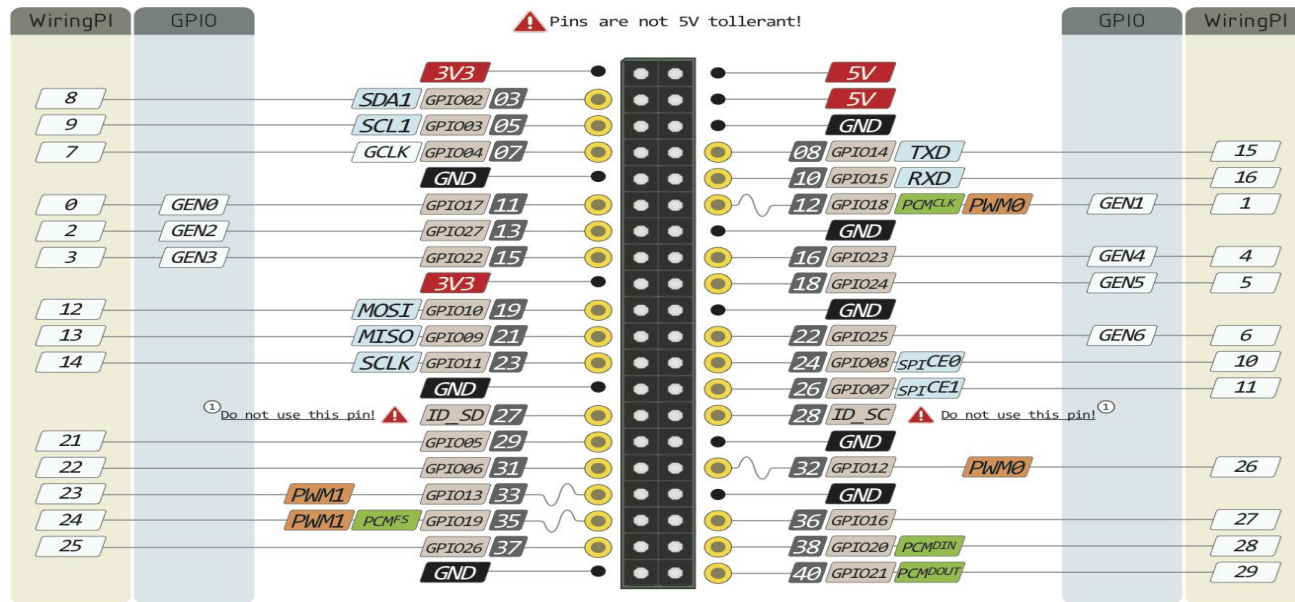 WiringPI GPIO GPIO WiringPI
Pins are not 5V tollerant!
3V3 5V
8 SDA1 GPIO02 03 5V
9 SCL1 GPIO03 05 GND
7 GCLK GPIO04 07 08 GPIO14 TXD 15
GND 10 GPIO15 RXD 16
0 GEN0 GPIO17 11 12 GPIO18 PCMCLK PWM0 GEN1 1
2 GEN2 GPIO27 13 GND
3 GEN3 GPIO22 15 16 GPIO23 GEN4 4
3V3 18 GPIO24 GEN5 5
12 MOSI GPIO10 19 GND
13 MISO GPIO09 21 22 GPIO25 GEN6 6
14 SCLK GPIO11 23 24 GPIO08 SPICE0 10
GND 26 GPIO07 SPICE1 11
1 Do not use this pin! ID_SD 27 28 ID_SC Do not use this pin! 1
21 GPIO05 29 GND
22 GPIO06 31 32 GPIO12 PWM0 26
23 PWM1 GPIO13 33 GND
24 PWM1 PCMFS GPIO19 35 36 GPIO16 27
25 GPIO26 37 38 GPIO20 PCMDIN 28
GND 40 GPIO21 PCMDOUT 29